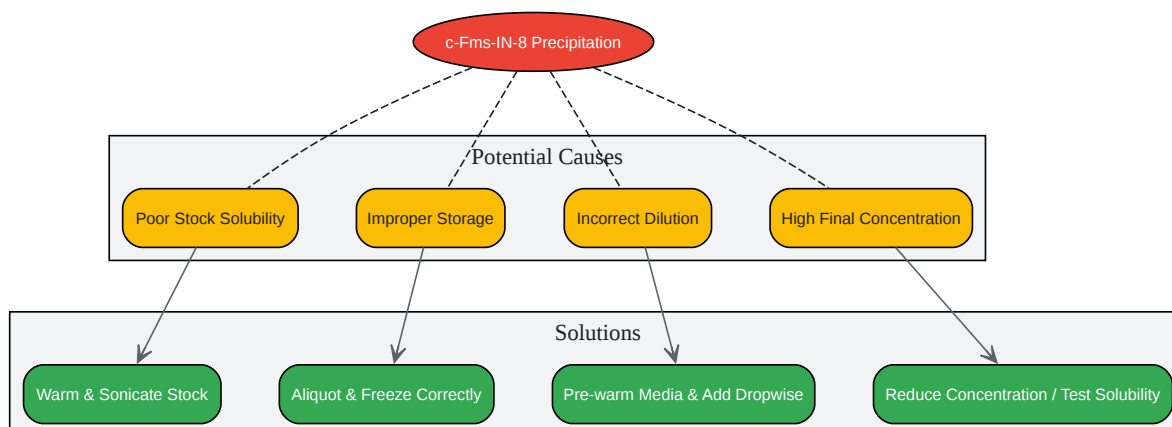 c-Fms-IN-8 Precipitation
Potential Causes
Poor Stock Solubility
Improper Storage
Incorrect Dilution
High Final Concentration
Solutions
Warm & Sonicate Stock
Aliquot & Freeze Correctly
Pre-warm Media & Add Dropwise
Reduce Concentration / Test Solubility